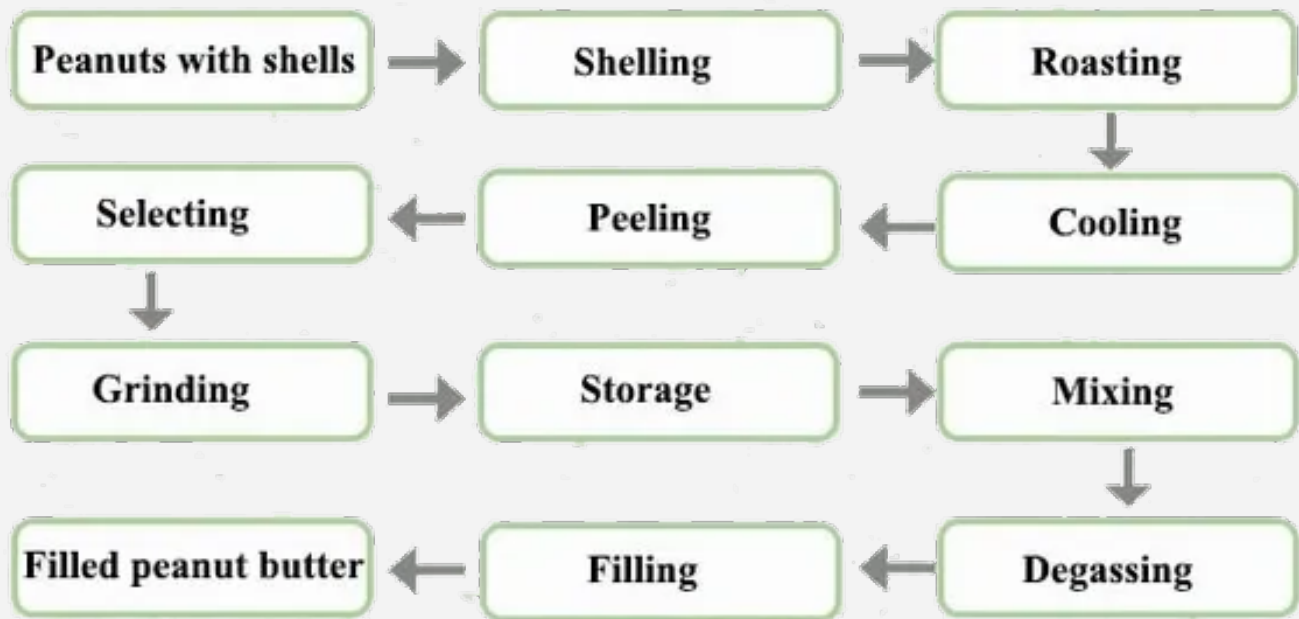 Peanuts with shells
Shelling
Roasting
Cooling
Peeling
Selecting
Grinding
Storage
Mixing
Degassing
Filling
Filled peanut butter